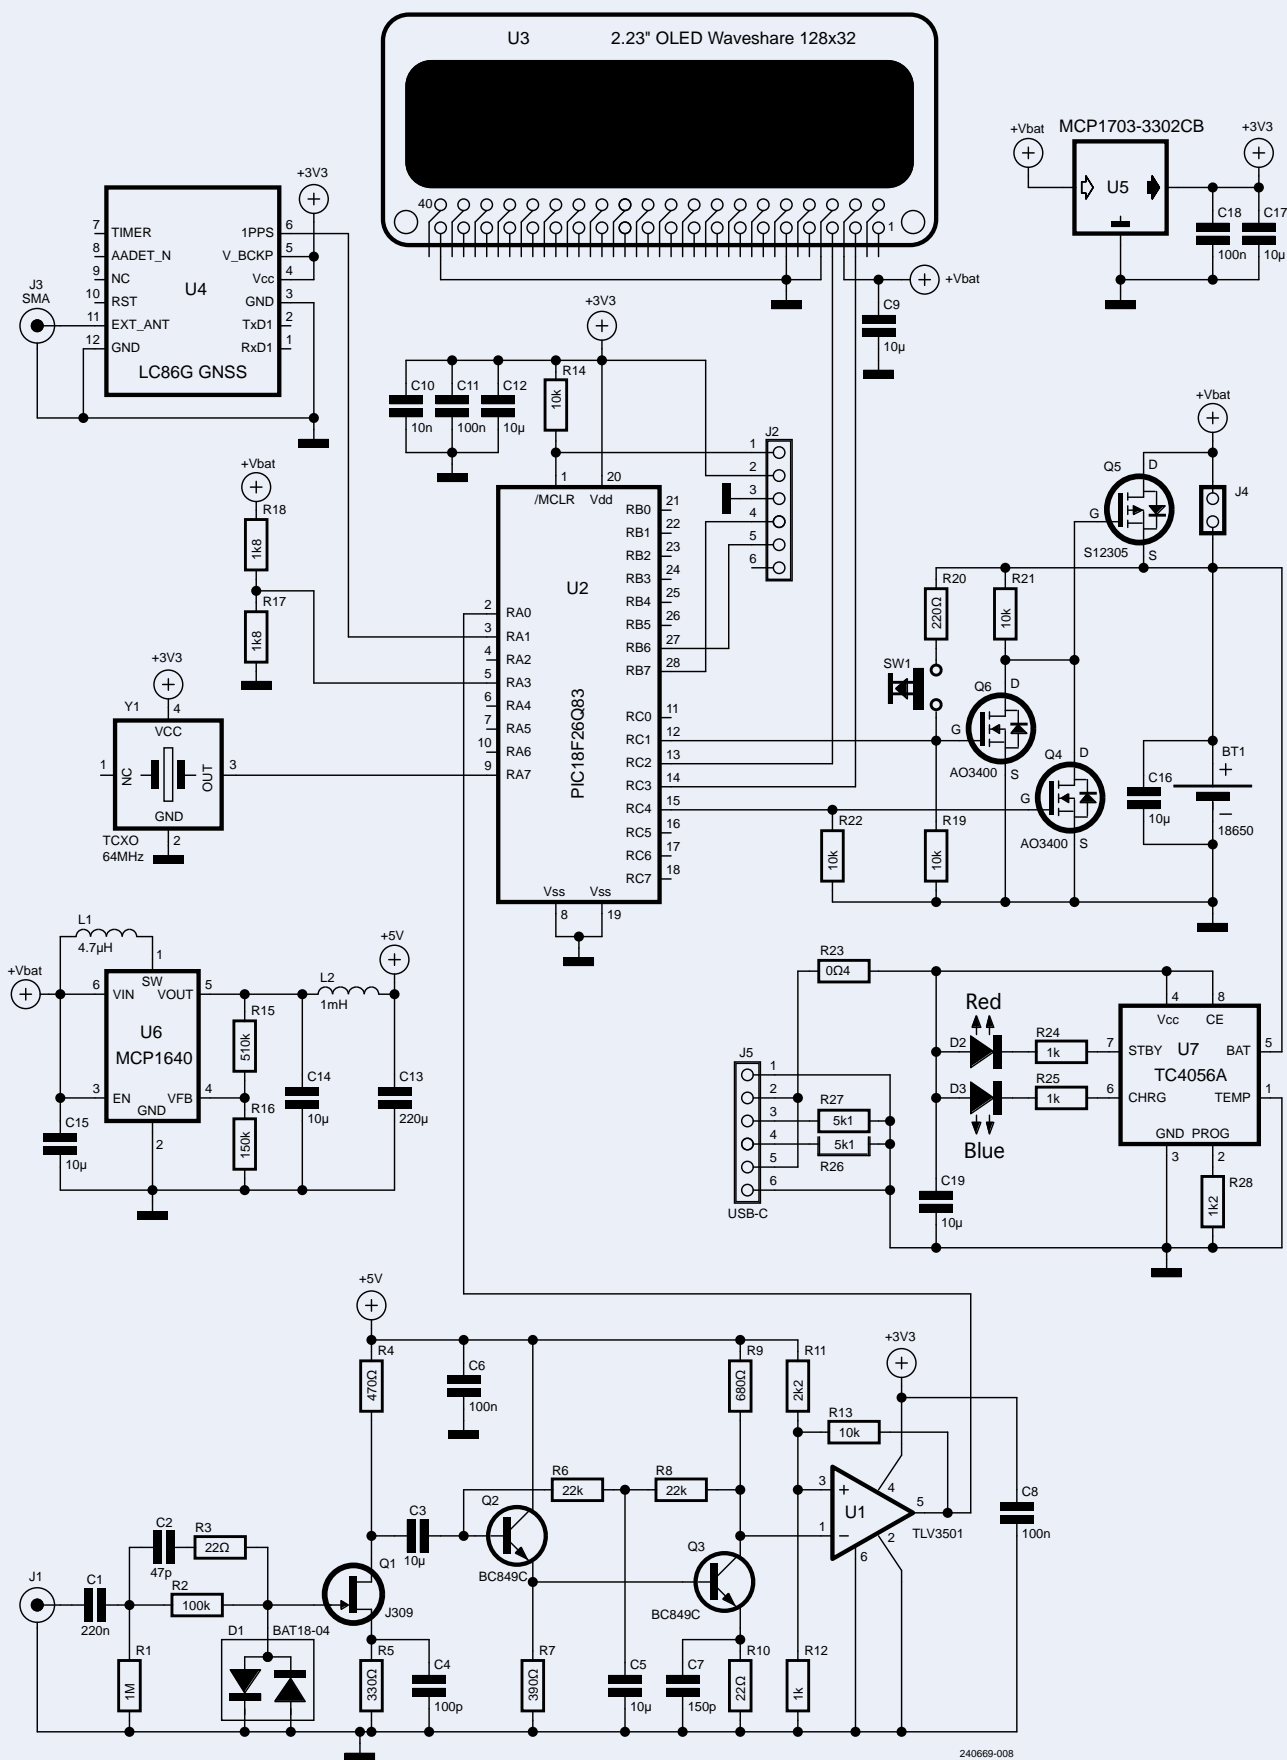 U3 2.23" OLED Waveshare 128x32
40
1
MCP1703-3302CB
+Vbat
+3V3
U5
C18
100n
C17
10µ
+3V3
7 TIMER
8 AADET_N
9 NC
10 RST
11 EXT_ANT
12 GND
1PPS 6
V_BCKP 5
Vcc 4
GND 3
TxD1 2
RxD1 1
U4
LC86G GNSS
J3
SMA
+Vbat
C9
10µ
+3V3
C10
10n
C11
100n
C12
10µ
R14
10k
J2
1
2
3
4
5
6
+Vbat
R18
1k8
R17
1k8
1
/MCLR
20
Vdd
U2
PIC18F26Q83
2 RA0
3 RA1
4 RA2
5 RA3
6 RA4
7 RA5
10 RA6
9 RA7
RB0 21
RB1 22
RB2 23
RB3 24
RB4 25
RB5 26
RB6 27
RB7 28
RC0 11
RC1 12
RC2 13
RC3 14
RC4 15
RC5 16
RC6 17
RC7 18
Vss
8
Vss
19
+3V3
Y1
4
VCC
1
NC
OUT
3
GND
2
TCXO
64MHz
+Vbat
Q5
D
G
S
S12305
J4
R20
220Ω
R21
10k
SW1
Q6
D
G
S
AO3400
Q4
D
G
S
AO3400
R22
10k
R19
10k
C16
10µ
BT1
+
−
18650
L1
4.7µH
+Vbat
1
SW
6 VIN
VOUT 5
U6
MCP1640
3 EN
VFB 4
GND
2
C15
10µ
R15
510k
R16
150k
L2
1mH
+5V
C14
10µ
C13
220µ
R23
0Ω4
J5
1
2
3
4
5
6
USB-C
R27
5k1
5k1
R26
Red
D2
D3
Blue
R24
1k
R25
1k
C19
10µ
4
Vcc
8
CE
7 STBY
U7
BAT 5
TC4056A
6 CHRG
TEMP 1
GND PROG
3
2
R28
1k2
+5V
R4
470Ω
C6
100n
R9
680Ω
R11
2k2
+3V3
R13
10k
R6
22k
R8
22k
3
+
1
−
U1
4
5
2
6
TLV3501
C8
100n
C3
10µ
Q2
BC849C
Q3
BC849C
C2
47p
R3
22Ω
R2
100k
J1
C1
220n
Q1
J309
D1 BAT18-04
R1
1M
R5
330Ω
C4
100p
R7
390Ω
C5
10µ
C7
150p
R10
22Ω
R12
1k
240669-008